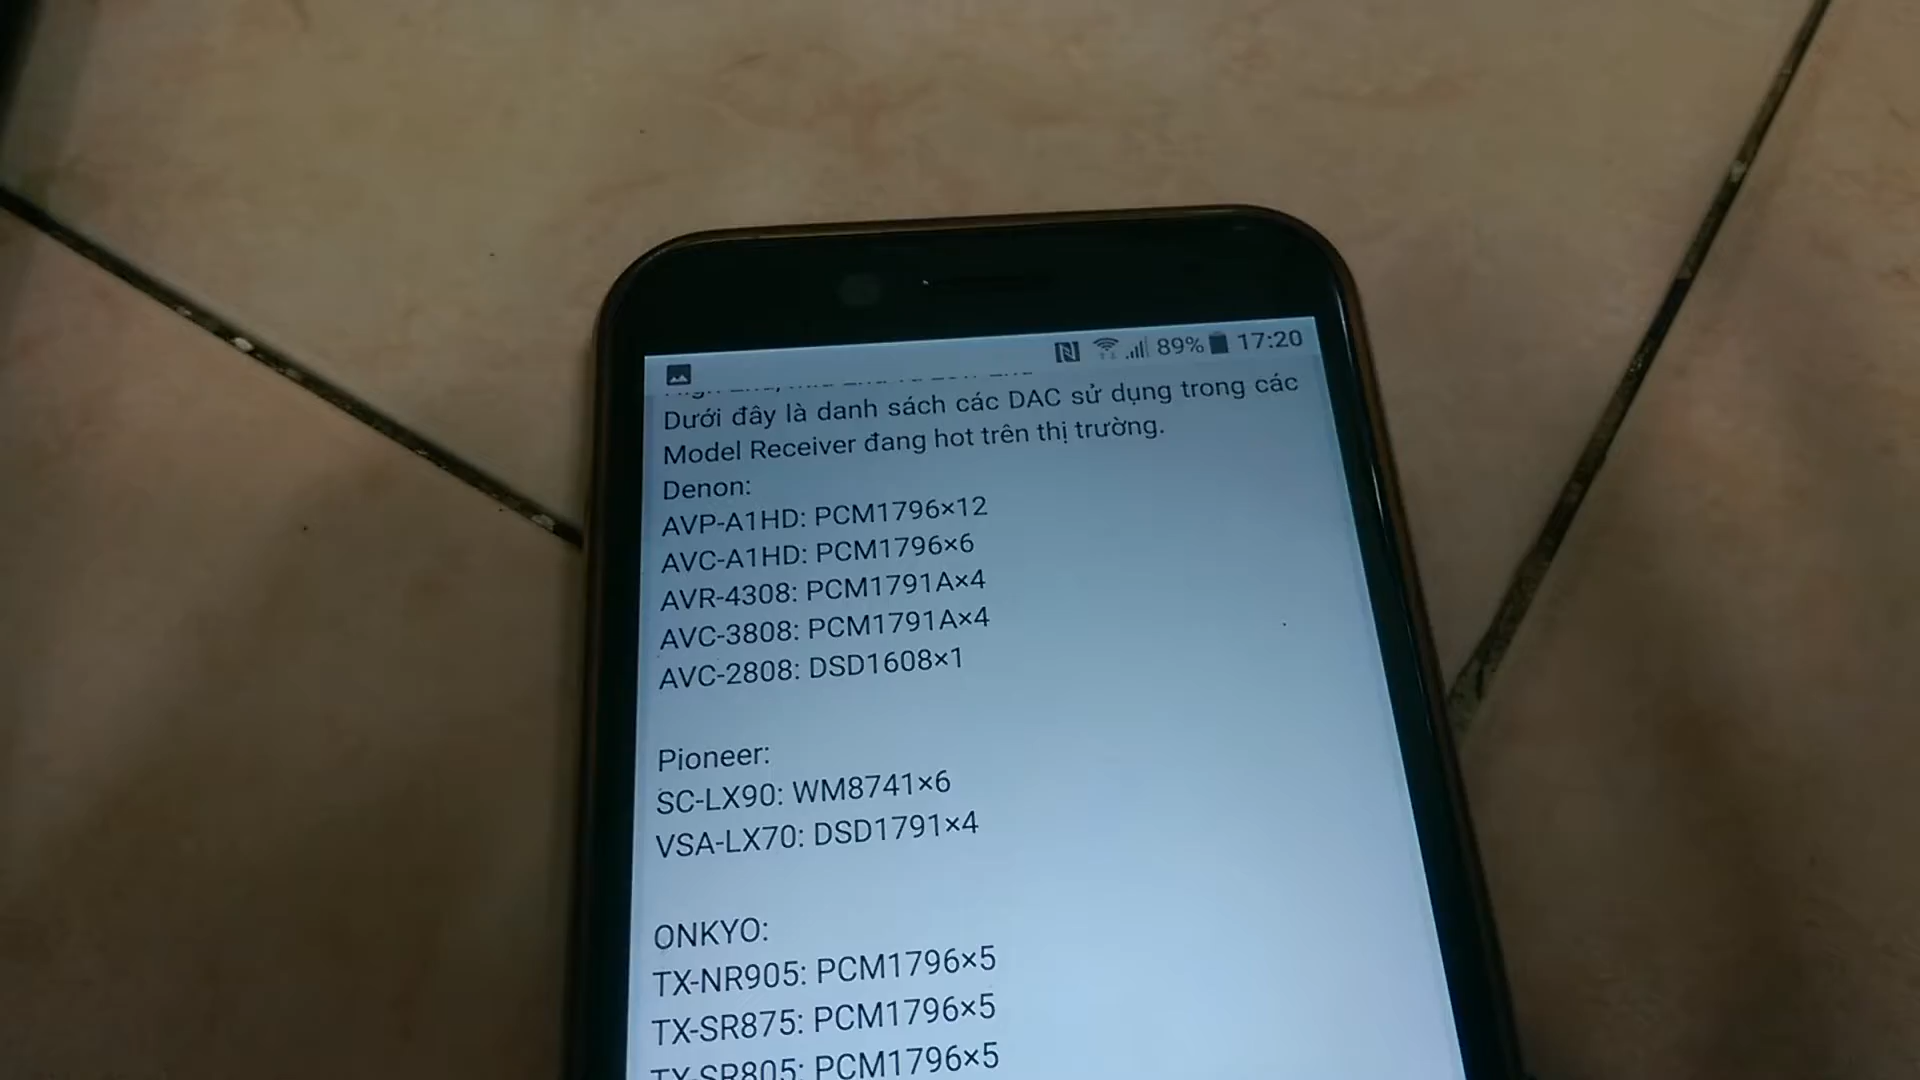 89% 17:20
Dưới đây là danh sách các DAC sử dụng trong các
Model Receiver đang hot trên thị trường.
Denon:
AVP-A1HD: PCM1796×12
AVC-A1HD: PCM1796×6
AVR-4308: PCM1791A×4
AVC-3808: PCM1791A×4
AVC-2808: DSD1608×1
Pioneer:
SC-LX90: WM8741×6
VSA-LX70: DSD1791×4
ONKYO:
TX-NR905: PCM1796×5
TX-SR875: PCM1796×5
TX-SR805: PCM1796×5